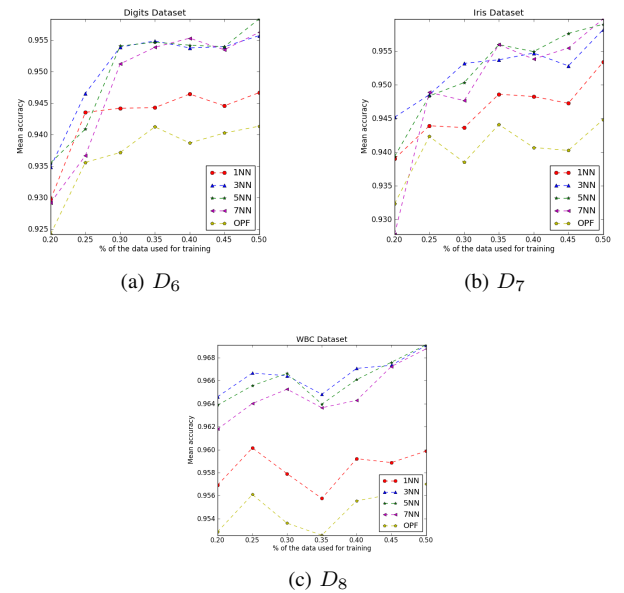 Digits Dataset
0.955
0.950
0.945
0.940
0.935
0.930
0.925
Mean accuracy
1NN
3NN
5NN
7NN
OPF
0.20 0.25 0.30 0.35 0.40 0.45 0.50
% of the data used for training
(a) D6
Iris Dataset
0.955
0.950
0.945
0.940
0.935
0.930
Mean accuracy
1NN
3NN
5NN
7NN
OPF
0.20 0.25 0.30 0.35 0.40 0.45 0.50
% of the data used for training
(b) D7
WBC Dataset
0.968
0.966
0.964
0.962
0.960
0.958
0.956
0.954
Mean accuracy
1NN
3NN
5NN
7NN
OPF
0.20 0.25 0.30 0.35 0.40 0.45 0.50
% of the data used for training
(c) D8